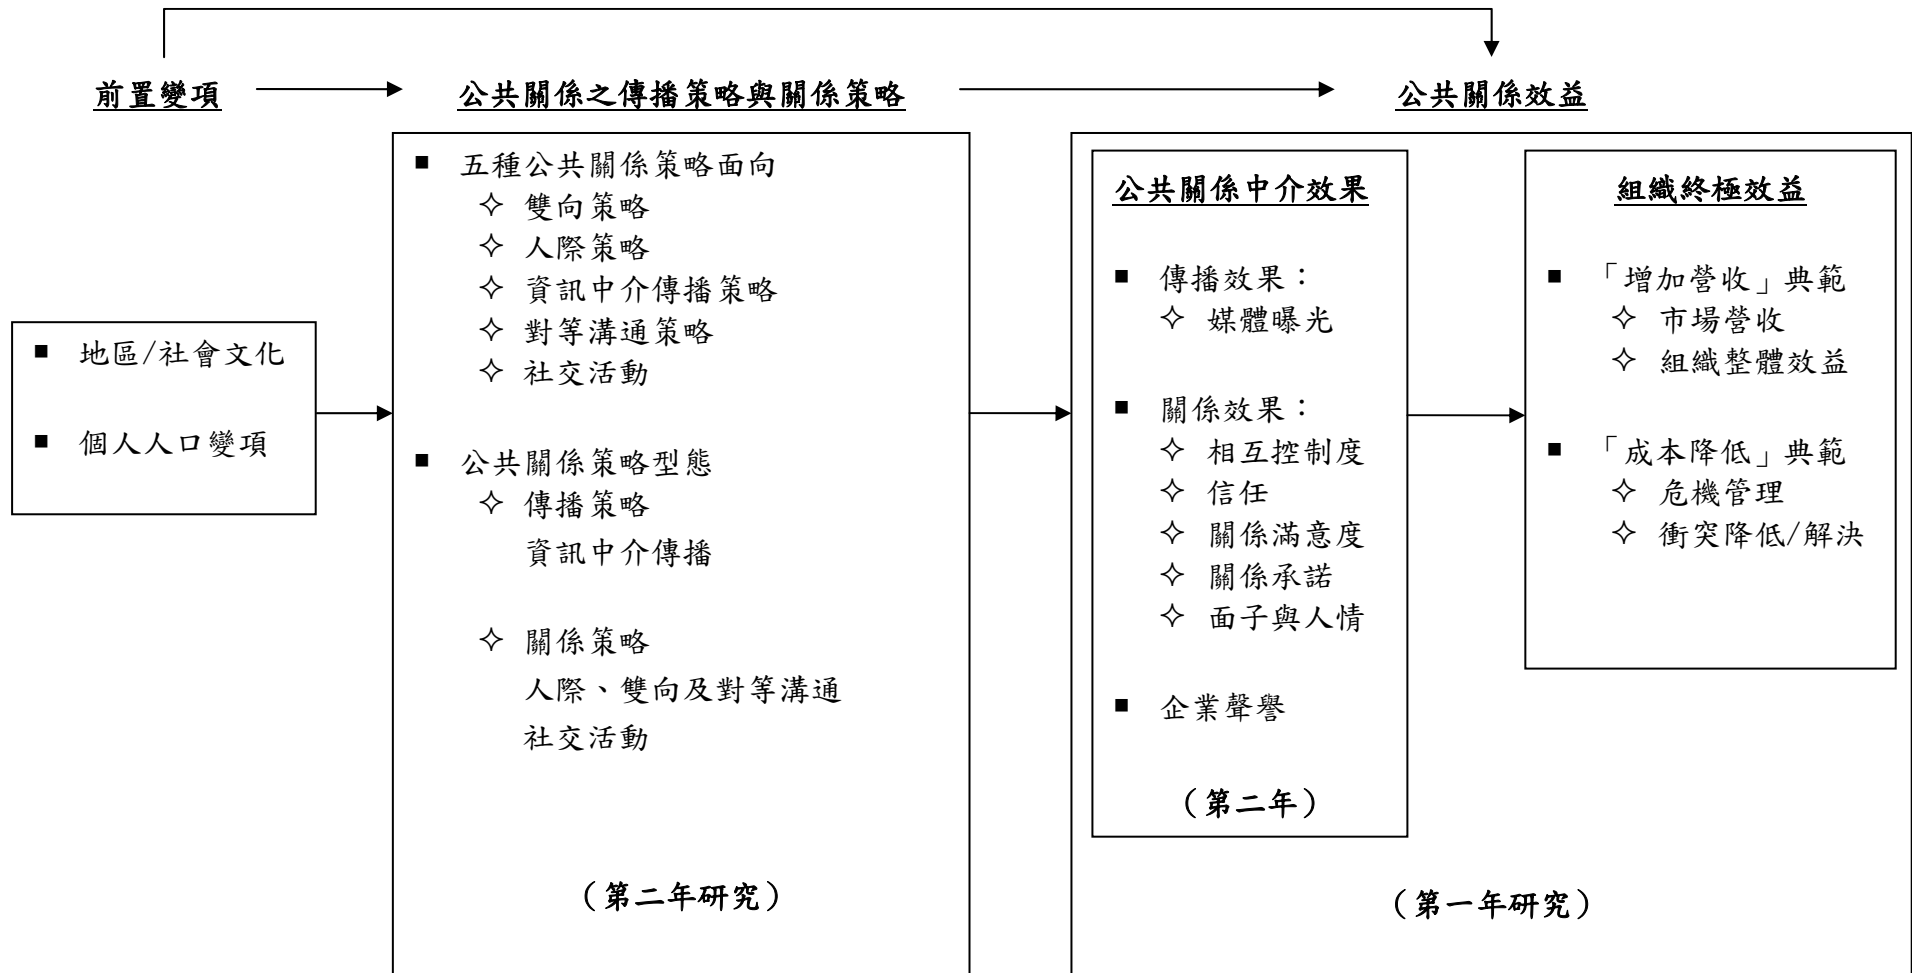 前置變項
公共關係之傳播策略與關係策略
公共關係效益
■ 地區/社會文化
■ 個人人口變項
■ 五種公共關係策略面向
✧ 雙向策略
✧ 人際策略
✧ 資訊中介傳播策略
✧ 對等溝通策略
✧ 社交活動
■ 公共關係策略型態
✧ 傳播策略
資訊中介傳播
✧ 關係策略
人際、雙向及對等溝通
社交活動
（第二年研究）
公共關係中介效果
■ 傳播效果：
✧ 媒體曝光
■ 關係效果：
✧ 相互控制度
✧ 信任
✧ 關係滿意度
✧ 關係承諾
✧ 面子與人情
■ 企業聲譽
（第二年）
組織終極效益
■ 「增加營收」典範
✧ 市場營收
✧ 組織整體效益
■ 「成本降低」典範
✧ 危機管理
✧ 衝突降低/解決
（第一年研究）